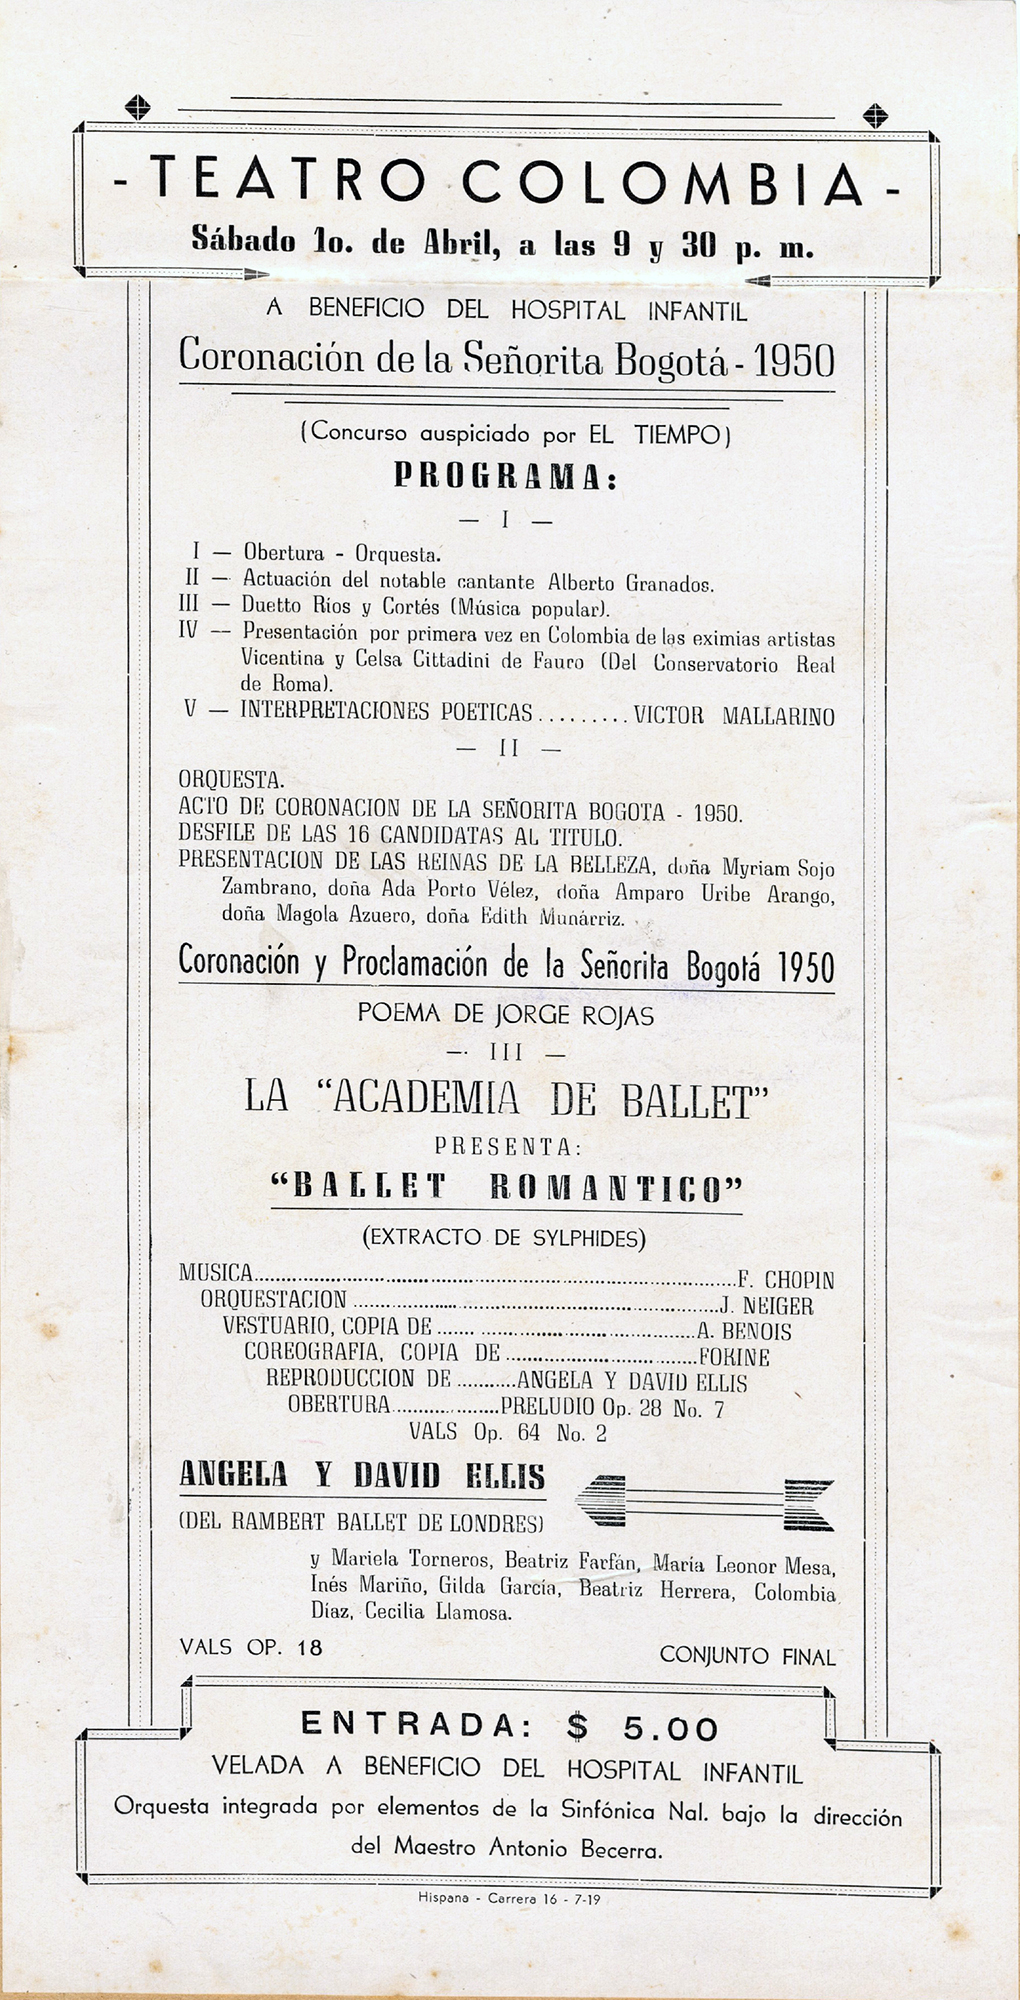 - TEATRO COLOMBIA -
Sábado 1o. de Abril, a las 9 y 30 p. m.
A BENEFICIO DEL HOSPITAL INFANTIL
Coronación de la Señorita Bogotá - 1950
(Concurso auspiciado por EL TIEMPO)
PROGRAMA:
— I —
I — Obertura - Orquesta.
II — Actuación del notable cantante Alberto Granados.
III — Duetto Ríos y Cortés (Música popular).
IV — Presentación por primera vez en Colombia de las eximias artistas
Vicentina y Celsa Cittadini de Fauro (Del Conservatorio Real
de Roma).
V — INTERPRETACIONES POETICAS......... VICTOR MALLARINO
— II —
ORQUESTA.
ACTO DE CORONACION DE LA SEÑORITA BOGOTA - 1950.
DESFILE DE LAS 16 CANDIDATAS AL TITULO.
PRESENTACION DE LAS REINAS DE LA BELLEZA, doña Myriam Sojo
Zambrano, doña Ada Porto Vélez, doña Amparo Uribe Arango,
doña Magola Azuero, doña Edith Munárriz.
Coronación y Proclamación de la Señorita Bogotá 1950
POEMA DE JORGE ROJAS
— III —
LA “ACADEMIA DE BALLET”
PRESENTA:
“BALLET ROMANTICO”
(EXTRACTO DE SYLPHIDES)
MUSICA..........F. CHOPIN
ORQUESTACION..........J. NEIGER
VESTUARIO, COPIA DE..........A. BENOIS
COREOGRAFIA, COPIA DE..........FOKINE
REPRODUCCION DE..........ANGELA Y DAVID ELLIS
OBERTURA..........PRELUDIO Op. 28 No. 7
VALS Op. 64 No. 2
ANGELA Y DAVID ELLIS
(DEL RAMBERT BALLET DE LONDRES)
y Mariela Torneros, Beatriz Farfán, María Leonor Mesa,
Inés Mariño, Gilda García, Beatriz Herrera, Colombia
Díaz, Cecilia Llamosa.
VALS OP. 18 CONJUNTO FINAL
ENTRADA: $ 5.00
VELADA A BENEFICIO DEL HOSPITAL INFANTIL
Orquesta integrada por elementos de la Sinfónica Nal. bajo la dirección
del Maestro Antonio Becerra.
Hispana - Carrera 16 - 7-19